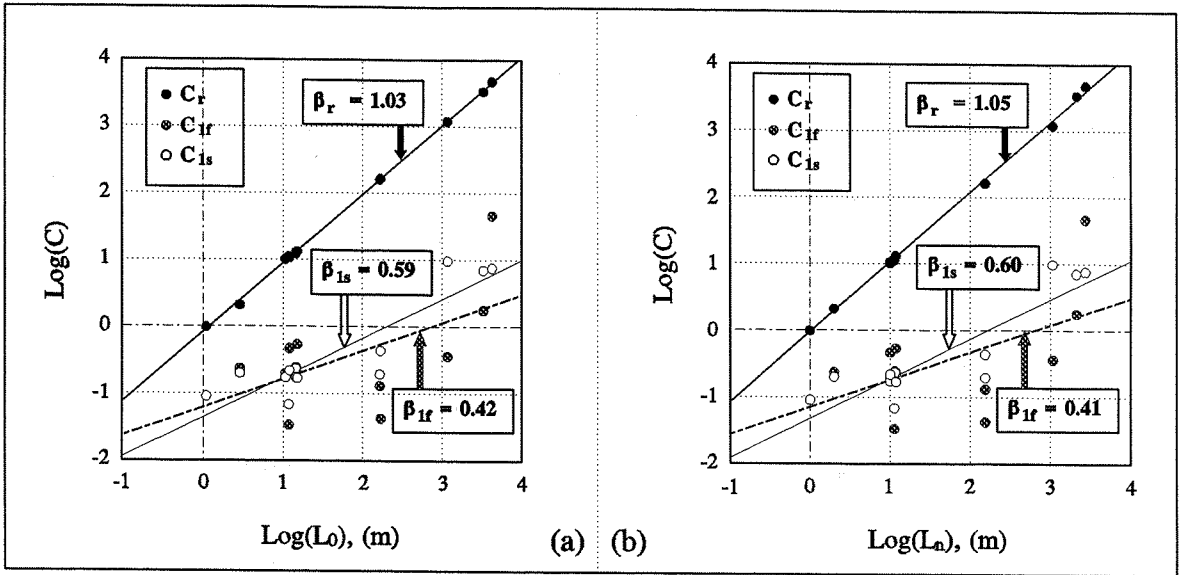 4
3
2
1
0
-1
-2
Log(C)
C_r
C_1f
C_1s
β_r = 1.03
β_1s = 0.59
β_1f = 0.42
-1 0 1 2 3 4
Log(L_0), (m)
(a)
4
3
2
1
0
-1
-2
Log(C)
C_r
C_1f
C_1s
β_r = 1.05
β_1s = 0.60
β_1f = 0.41
-1 0 1 2 3 4
(b)
Log(L_n), (m)